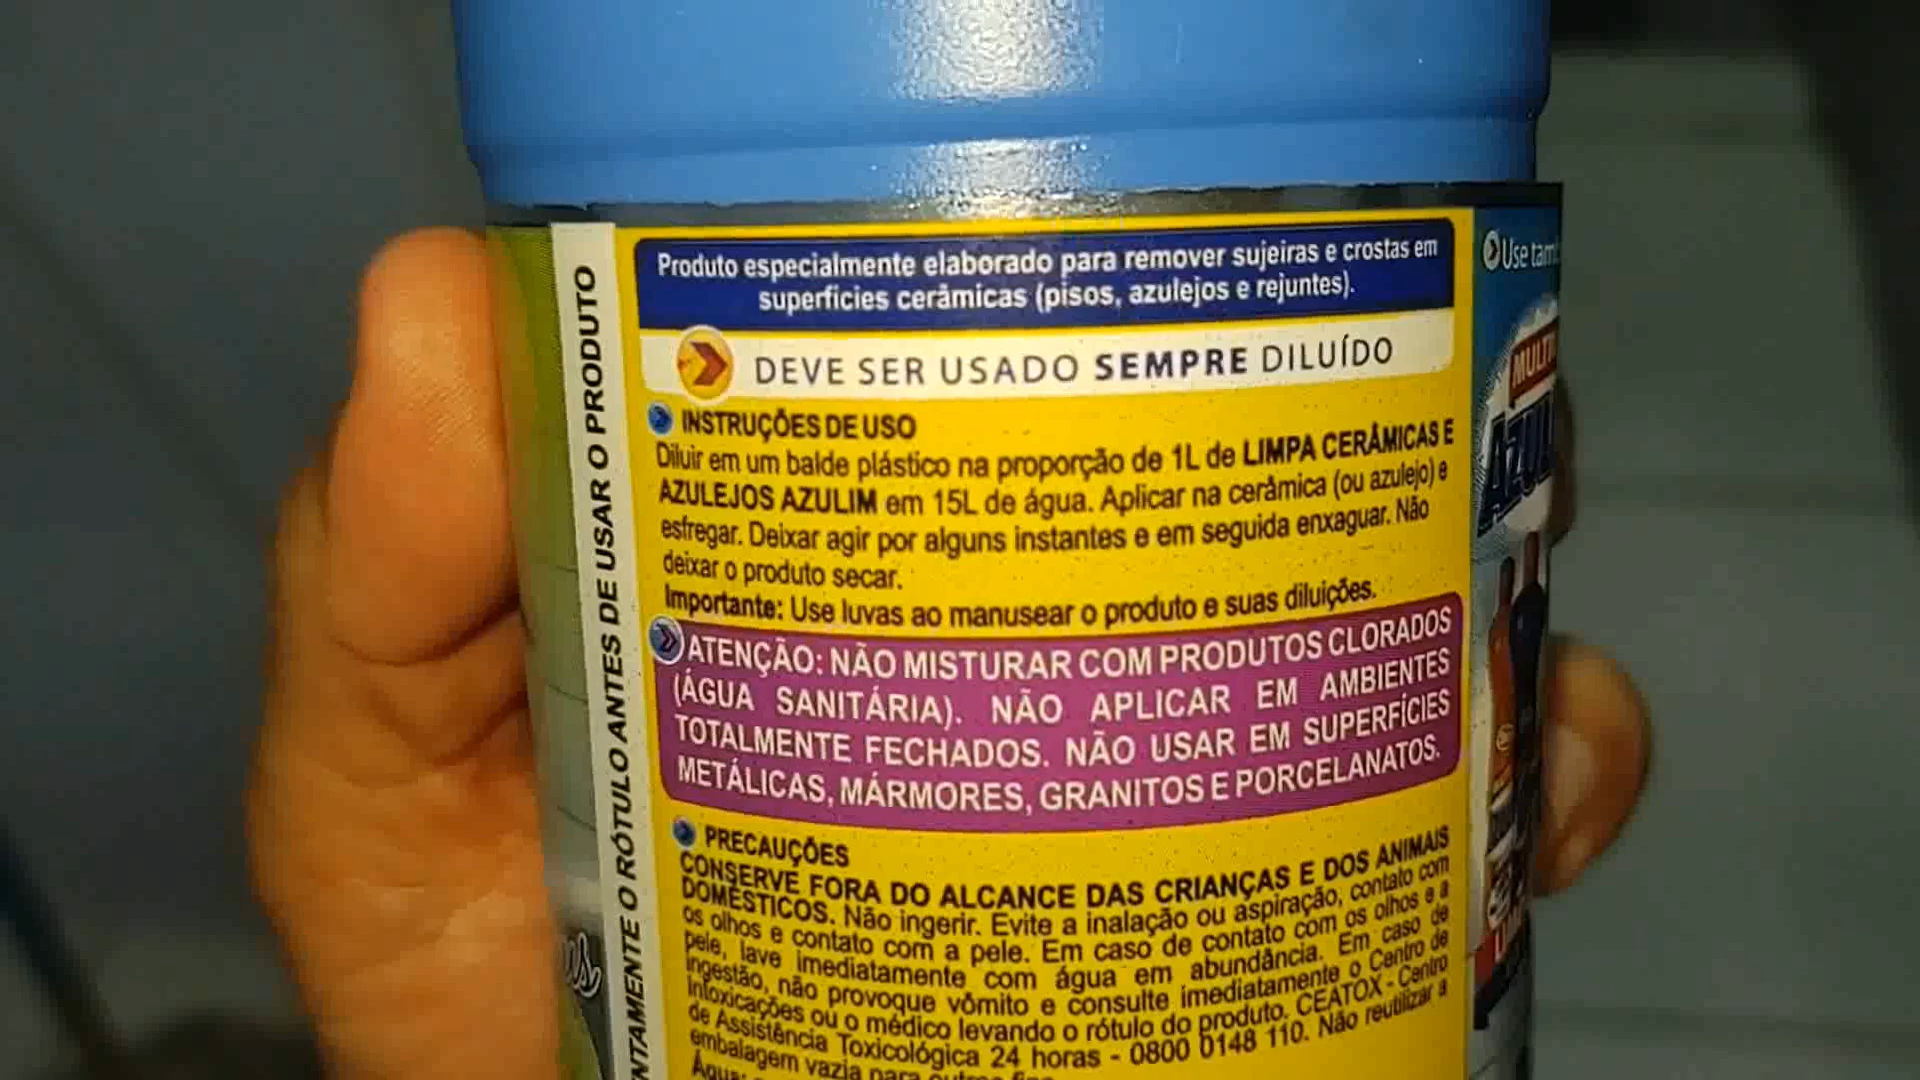 Produto especialmente elaborado para remover sujeiras e crostas em
superfícies cerâmicas (pisos, azulejos e rejuntes).
DEVE SER USADO SEMPRE DILUÍDO
INSTRUÇÕES DE USO
Diluir em um balde plástico na proporção de 1L de LIMPA CERÂMICAS E
AZULEJOS AZULIM em 15L de água. Aplicar na cerâmica (ou azulejo) e
esfregar. Deixar agir por alguns instantes e em seguida enxaguar. Não
deixar o produto secar.
Importante: Use luvas ao manusear o produto e suas diluições.
ATENÇÃO: NÃO MISTURAR COM PRODUTOS CLORADOS
(ÁGUA SANITÁRIA). NÃO APLICAR EM AMBIENTES
TOTALMENTE FECHADOS. NÃO USAR EM SUPERFÍCIES
METÁLICAS, MÁRMORES, GRANITOS E PORCELANATOS.
PRECAUÇÕES
CONSERVE FORA DO ALCANCE DAS CRIANÇAS E DOS ANIMAIS
DOMÉSTICOS. Não ingerir. Evite a inalação ou aspiração, contato com
os olhos e contato com a pele. Em caso de contato com os olhos e a
pele, lave imediatamente com água em abundância. Em caso de
ingestão, não provoque vômito e consulte imediatamente o Centro de
Intoxicações ou o médico levando o rótulo do produto. CEATOX - Centro
de Assistência Toxicológica 24 horas - 0800 0148 110. Não reutilizar a
embalagem vazia para outros
NTAMENTE O RÓTULO ANTES DE USAR O PRODUTO
Use tamb
MULTI
AZUL